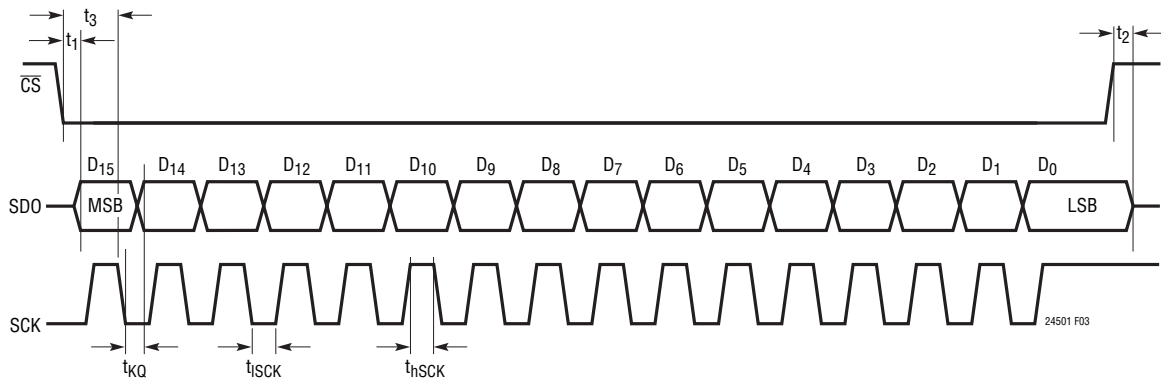 t3
t1
t2
CS
D15 D14 D13 D12 D11 D10 D9 D8 D7 D6 D5 D4 D3 D2 D1 D0
SDO MSB LSB
SCK
24501 F03
tKQ tlSCK thSCK